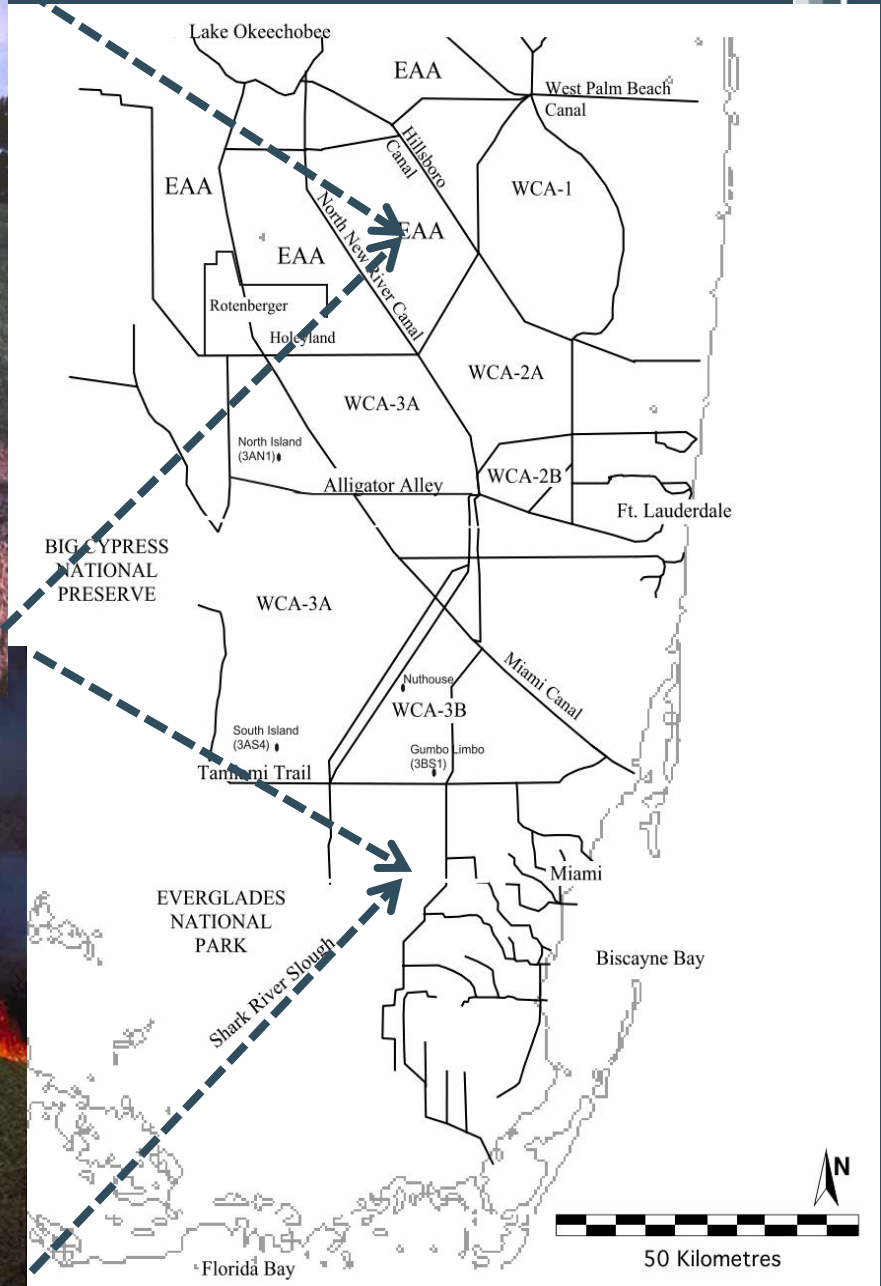 Lake Okeechobee
EAA
West Palm Beach
Canal
Hillsboro
Canal
EAA
WCA-1
North New River Canal
EAA
EAA
Rotenberger
Holeyland
WCA-2A
WCA-3A
North Island
(3AN1)
WCA-2B
Alligator Alley
Ft. Lauderdale
BIG CYPRESS
NATIONAL
PRESERVE
WCA-3A
Miami Canal
Nuthouse
WCA-3B
South Island
(3AS4)
Gumbo Limbo
(3BS1)
Tamiami Trail
Miami
EVERGLADES
NATIONAL
PARK
Shark River Slough
Biscayne Bay
N
50 Kilometres
Florida Bay